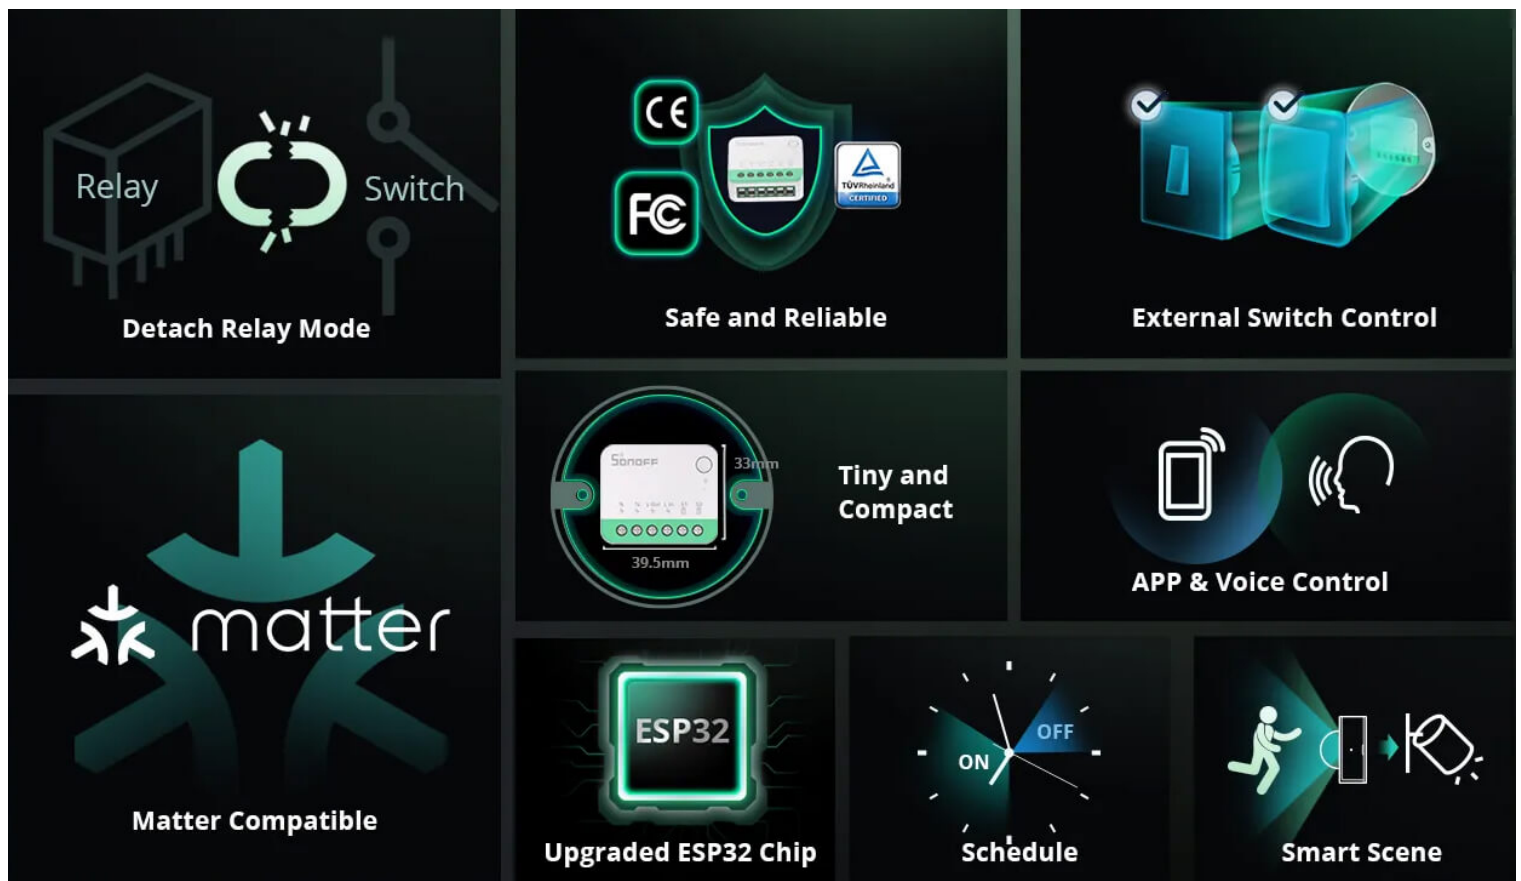 Relay
Switch
Detach Relay Mode
CE
FC
TÜVRheinland
CERTIFIED
Safe and Reliable
External Switch Control
matter
Matter Compatible
SONOFF
33mm
39.5mm
Tiny and
Compact
APP & Voice Control
ESP32
Upgraded ESP32 Chip
OFF
ON
Schedule
Smart Scene